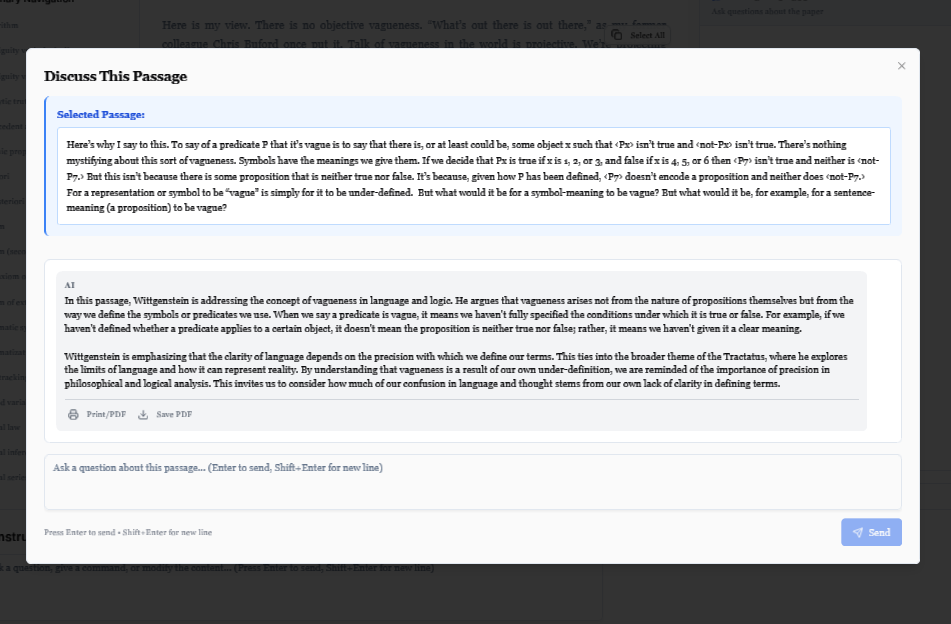 Here is my view. There is no objective vagueness. “What’s out there is out there,” as my former
Ask questions about the paper
colleague Chris Buford once put it. Talk of vagueness in the world is projective. We’re
Select All
Discuss This Passage
Selected Passage:
Here’s why I say to this. To say of a predicate P that it’s vague is to say that there is, or at least could be, some object x such that <Px> isn’t true and <not-Px> isn’t true. There’s nothing
mystifying about this sort of vagueness. Symbols have the meanings we give them. If we decide that Px is true if x is 1, 2, or 3, and false if x is 4, 5, or 6 then <P7> isn’t true and neither is <not-
P7.> But this isn’t because there is some proposition that is neither true nor false. It’s because, given how P has been defined, <P7> doesn’t encode a proposition and neither does <not-P7.>
For a representation or symbol to be “vague” is simply for it to be under-defined. But what would it be for a symbol-meaning to be vague? But what would it be, for example, for a sentence-
meaning (a proposition) to be vague?
AI
In this passage, Wittgenstein is addressing the concept of vagueness in language and logic. He argues that vagueness arises not from the nature of propositions themselves but from the
way we define the symbols or predicates we use. When we say a predicate is vague, it means we haven’t fully specified the conditions under which it is true or false. For example, if we
haven’t defined whether a predicate applies to a certain object, it doesn’t mean the proposition is neither true nor false; rather, it means we haven’t given it a clear meaning.
Wittgenstein is emphasizing that the clarity of language depends on the precision with which we define our terms. This ties into the broader theme of the Tractatus, where he explores
the limits of language and how it can represent reality. By understanding that vagueness is a result of our own under-definition, we are reminded of the importance of precision in
philosophical and logical analysis. This invites us to consider how much of our confusion in language and thought stems from our own lack of clarity in defining terms.
Print/PDF Save PDF
Ask a question about this passage... (Enter to send, Shift+Enter for new line)
Press Enter to send • Shift+Enter for new line
Send
k a question, give a command, or modify the content... (Press Enter to send, Shift+Enter for new line)